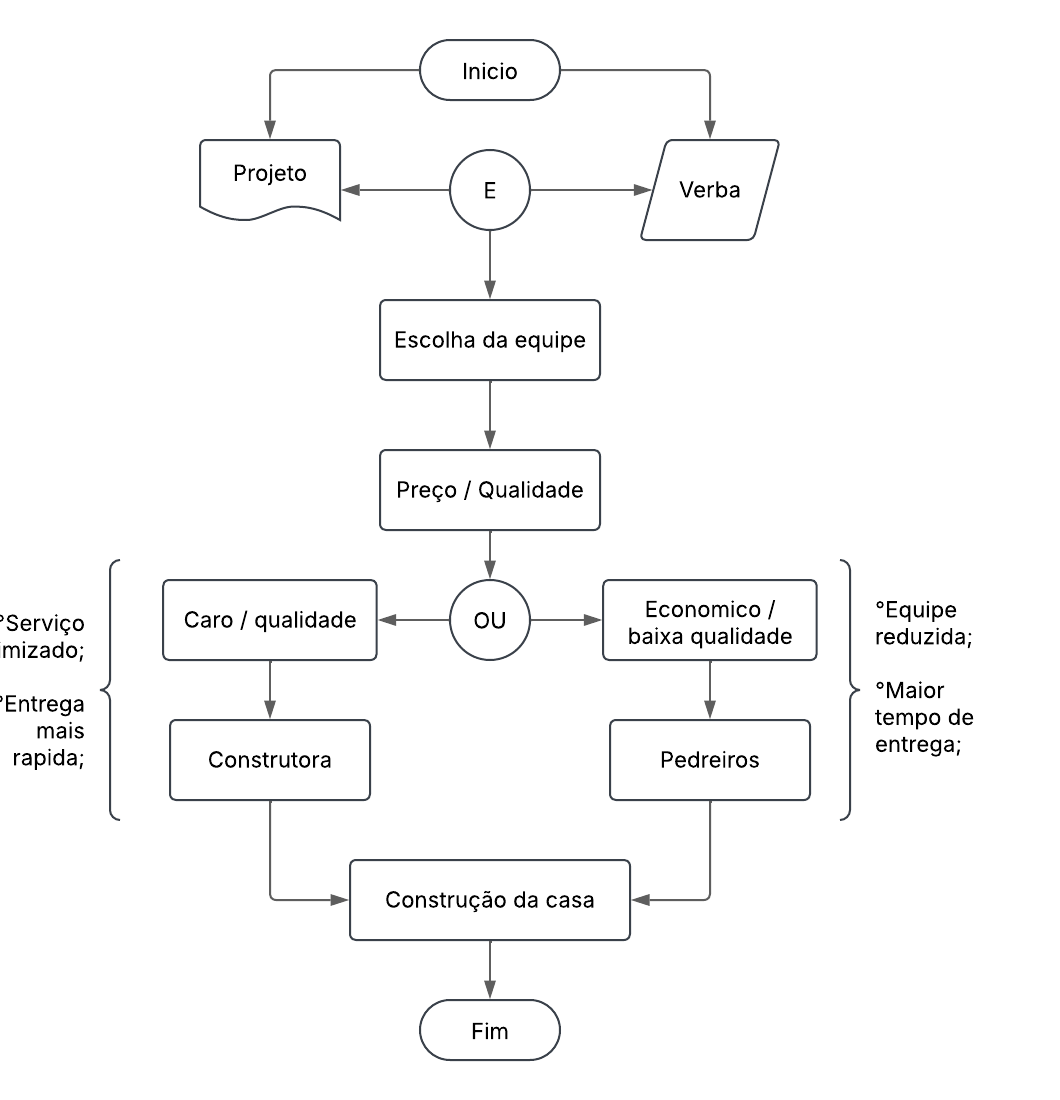 Inicio
Projeto
E
Verba
Escolha da equipe
Preço / Qualidade
Caro / qualidade
OU
Economico /
baixa qualidade
°Serviço
imizado;
°Entrega
mais
rapida;
°Equipe
reduzida;
°Maior
tempo de
entrega;
Construtora
Pedreiros
Construção da casa
Fim